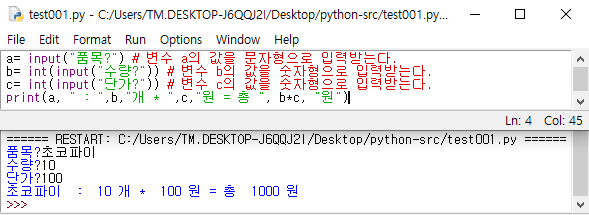 test001.py - C:/Users/TM.DESKTOP-J6QQJ2I/Desktop/python-src/test001.py...
File Edit Format Run Options Window Help
a= input("품목?") # 변수 a의 값을 문자형으로 입력받는다.
b= int(input("수량?")) # 변수 b의 값을 숫자형으로 입력받는다.
c= int(input("단가?")) # 변수 c의 값을 숫자형으로 입력받는다.
print(a, " : ",b,"개 * ",c,"원 = 총 ", b*c, "원")
Ln: 4 Col: 45
====== RESTART: C:/Users/TM.DESKTOP-J6QQJ2I/Desktop/python-src/test001.py ======
품목?초코파이
수량?10
단가?100
초코파이  :  10 개 *  100 원 = 총  1000 원
>>>